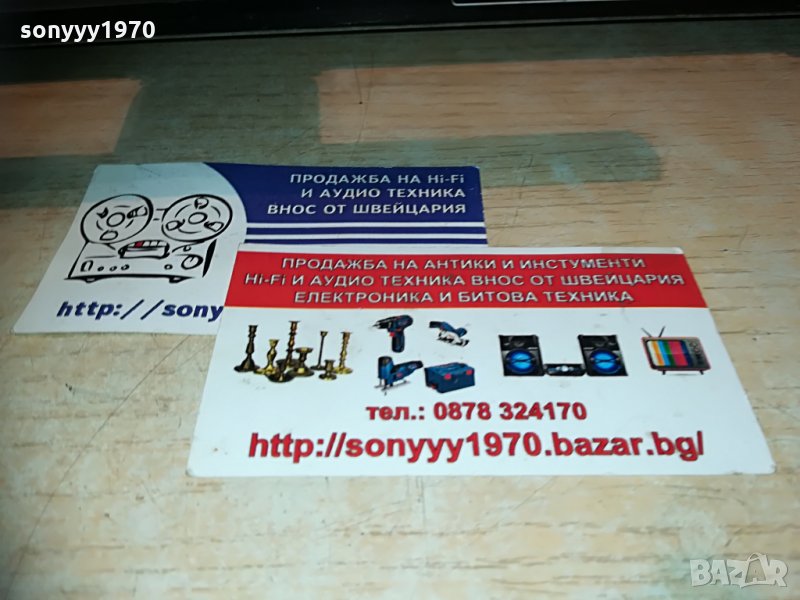 sonyyy1970
ПРОДАЖБА НА Hi-Fi
И АУДИО ТЕХНИКА
ВНОС ОТ ШВЕЙЦАРИЯ
http://sony
ПРОДАЖБА НА АНТИКИ И ИНСТУМЕНТИ
Hi-Fi И АУДИО ТЕХНИКА ВНОС ОТ ШВЕЙЦАРИЯ
ЕЛЕКТРОНИКА И БИТОВА ТЕХНИКА
тел.: 0878 324170
http://sonyyy1970.bazar.bg/
BAZAR